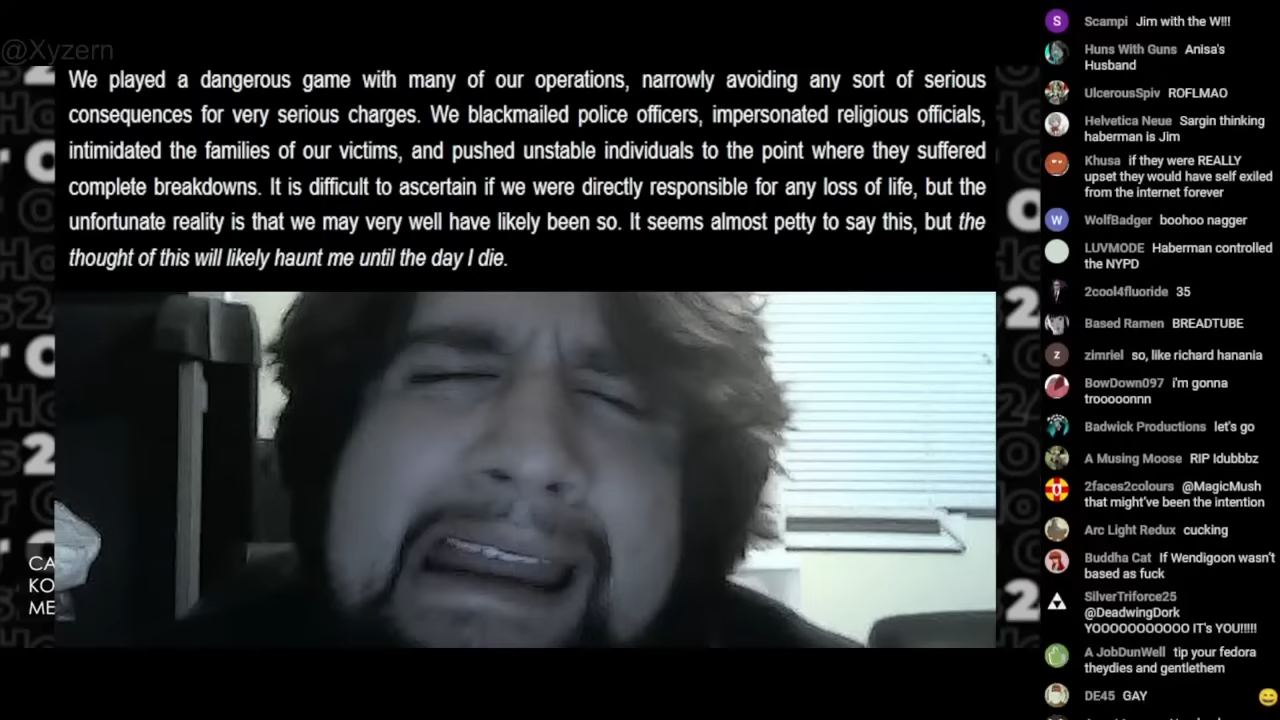 @Xyzern
We played a dangerous game with many of our operations, narrowly avoiding any sort of serious
consequences for very serious charges. We blackmailed police officers, impersonated religious officials,
intimidated the families of our victims, and pushed unstable individuals to the point where they suffered
complete breakdowns. It is difficult to ascertain if we were directly responsible for any loss of life, but the
unfortunate reality is that we may very well have likely been so. It seems almost petty to say this, but the
thought of this will likely haunt me until the day I die.
CA
KO
ME
S
Scampi Jim with the W!!!
Huns With Guns Anisa's
Husband
UlcerousSpiv ROFLMAO
Helvetica Neue Sargin thinking
haberman is Jim
Khusa if they were REALLY
upset they would have self exiled
from the internet forever
W
WolfBadger boohoo nagger
LUVMODE Haberman controlled
the NYPD
2cool4fluoride 35
Based Ramen BREADTUBE
z
zimriel so, like richard hanania
BowDown097 i'm gonna
trooooonnn
Badwick Productions let's go
A Musing Moose RIP Idubbbz
2faces2colours @MagicMush
that might've been the intention
Arc Light Redux cucking
Buddha Cat If Wendigoon wasn't
based as fuck
SilverTriforce25
@DeadwingDork
YOOOOOOOOOO IT's YOU!!!!!
A JobDunWell tip your fedora
theydies and gentlethem
DE45 GAY